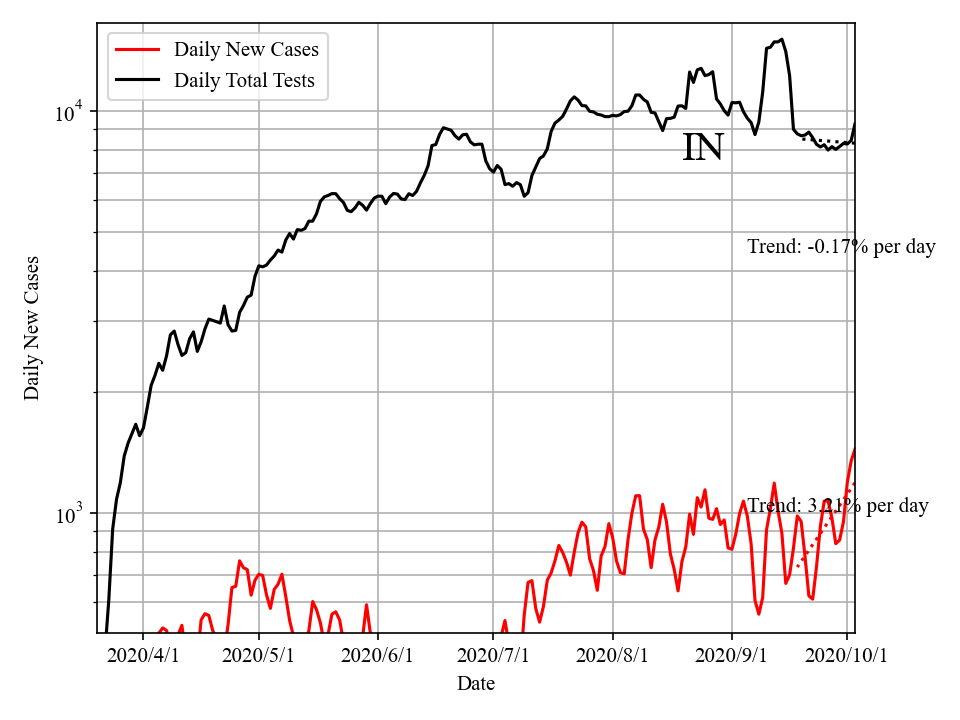 Daily New Cases
Daily Total Tests
10^4
IN
Trend: -0.17% per day
Daily New Cases
10^3
Trend: 3.21% per day
2020/4/1
2020/5/1
2020/6/1
2020/7/1
2020/8/1
2020/9/1
2020/10/1
Date